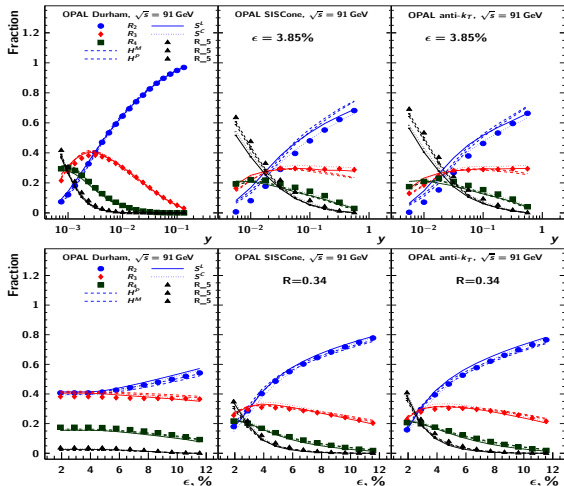 OPAL Durham, √s = 91 GeV
OPAL SISCone, √s = 91 GeV
OPAL anti-kT, √s = 91 GeV
Fraction
R2
R3
R4
H^M
H^P
S^L
S^C
R_5
R_5
R_5
ϵ = 3.85%
ϵ = 3.85%
1.2
1
0.8
0.6
0.4
0.2
0
10⁻³ 10⁻² 10⁻¹
y
10⁻² 10⁻¹ 1
y
10⁻² 10⁻¹ 1
y
OPAL Durham, √s = 91 GeV
OPAL SISCone, √s = 91 GeV
OPAL anti-kT, √s = 91 GeV
Fraction
R2
R3
R4
H^P
H^M
S^L
S^C
R_5
R_5
R_5
R=0.34
R=0.34
1.2
1
0.8
0.6
0.4
0.2
0
2 4 6 8 10 12
ϵ, %
2 4 6 8 10 12
ϵ, %
2 4 6 8 10 12
ϵ, %